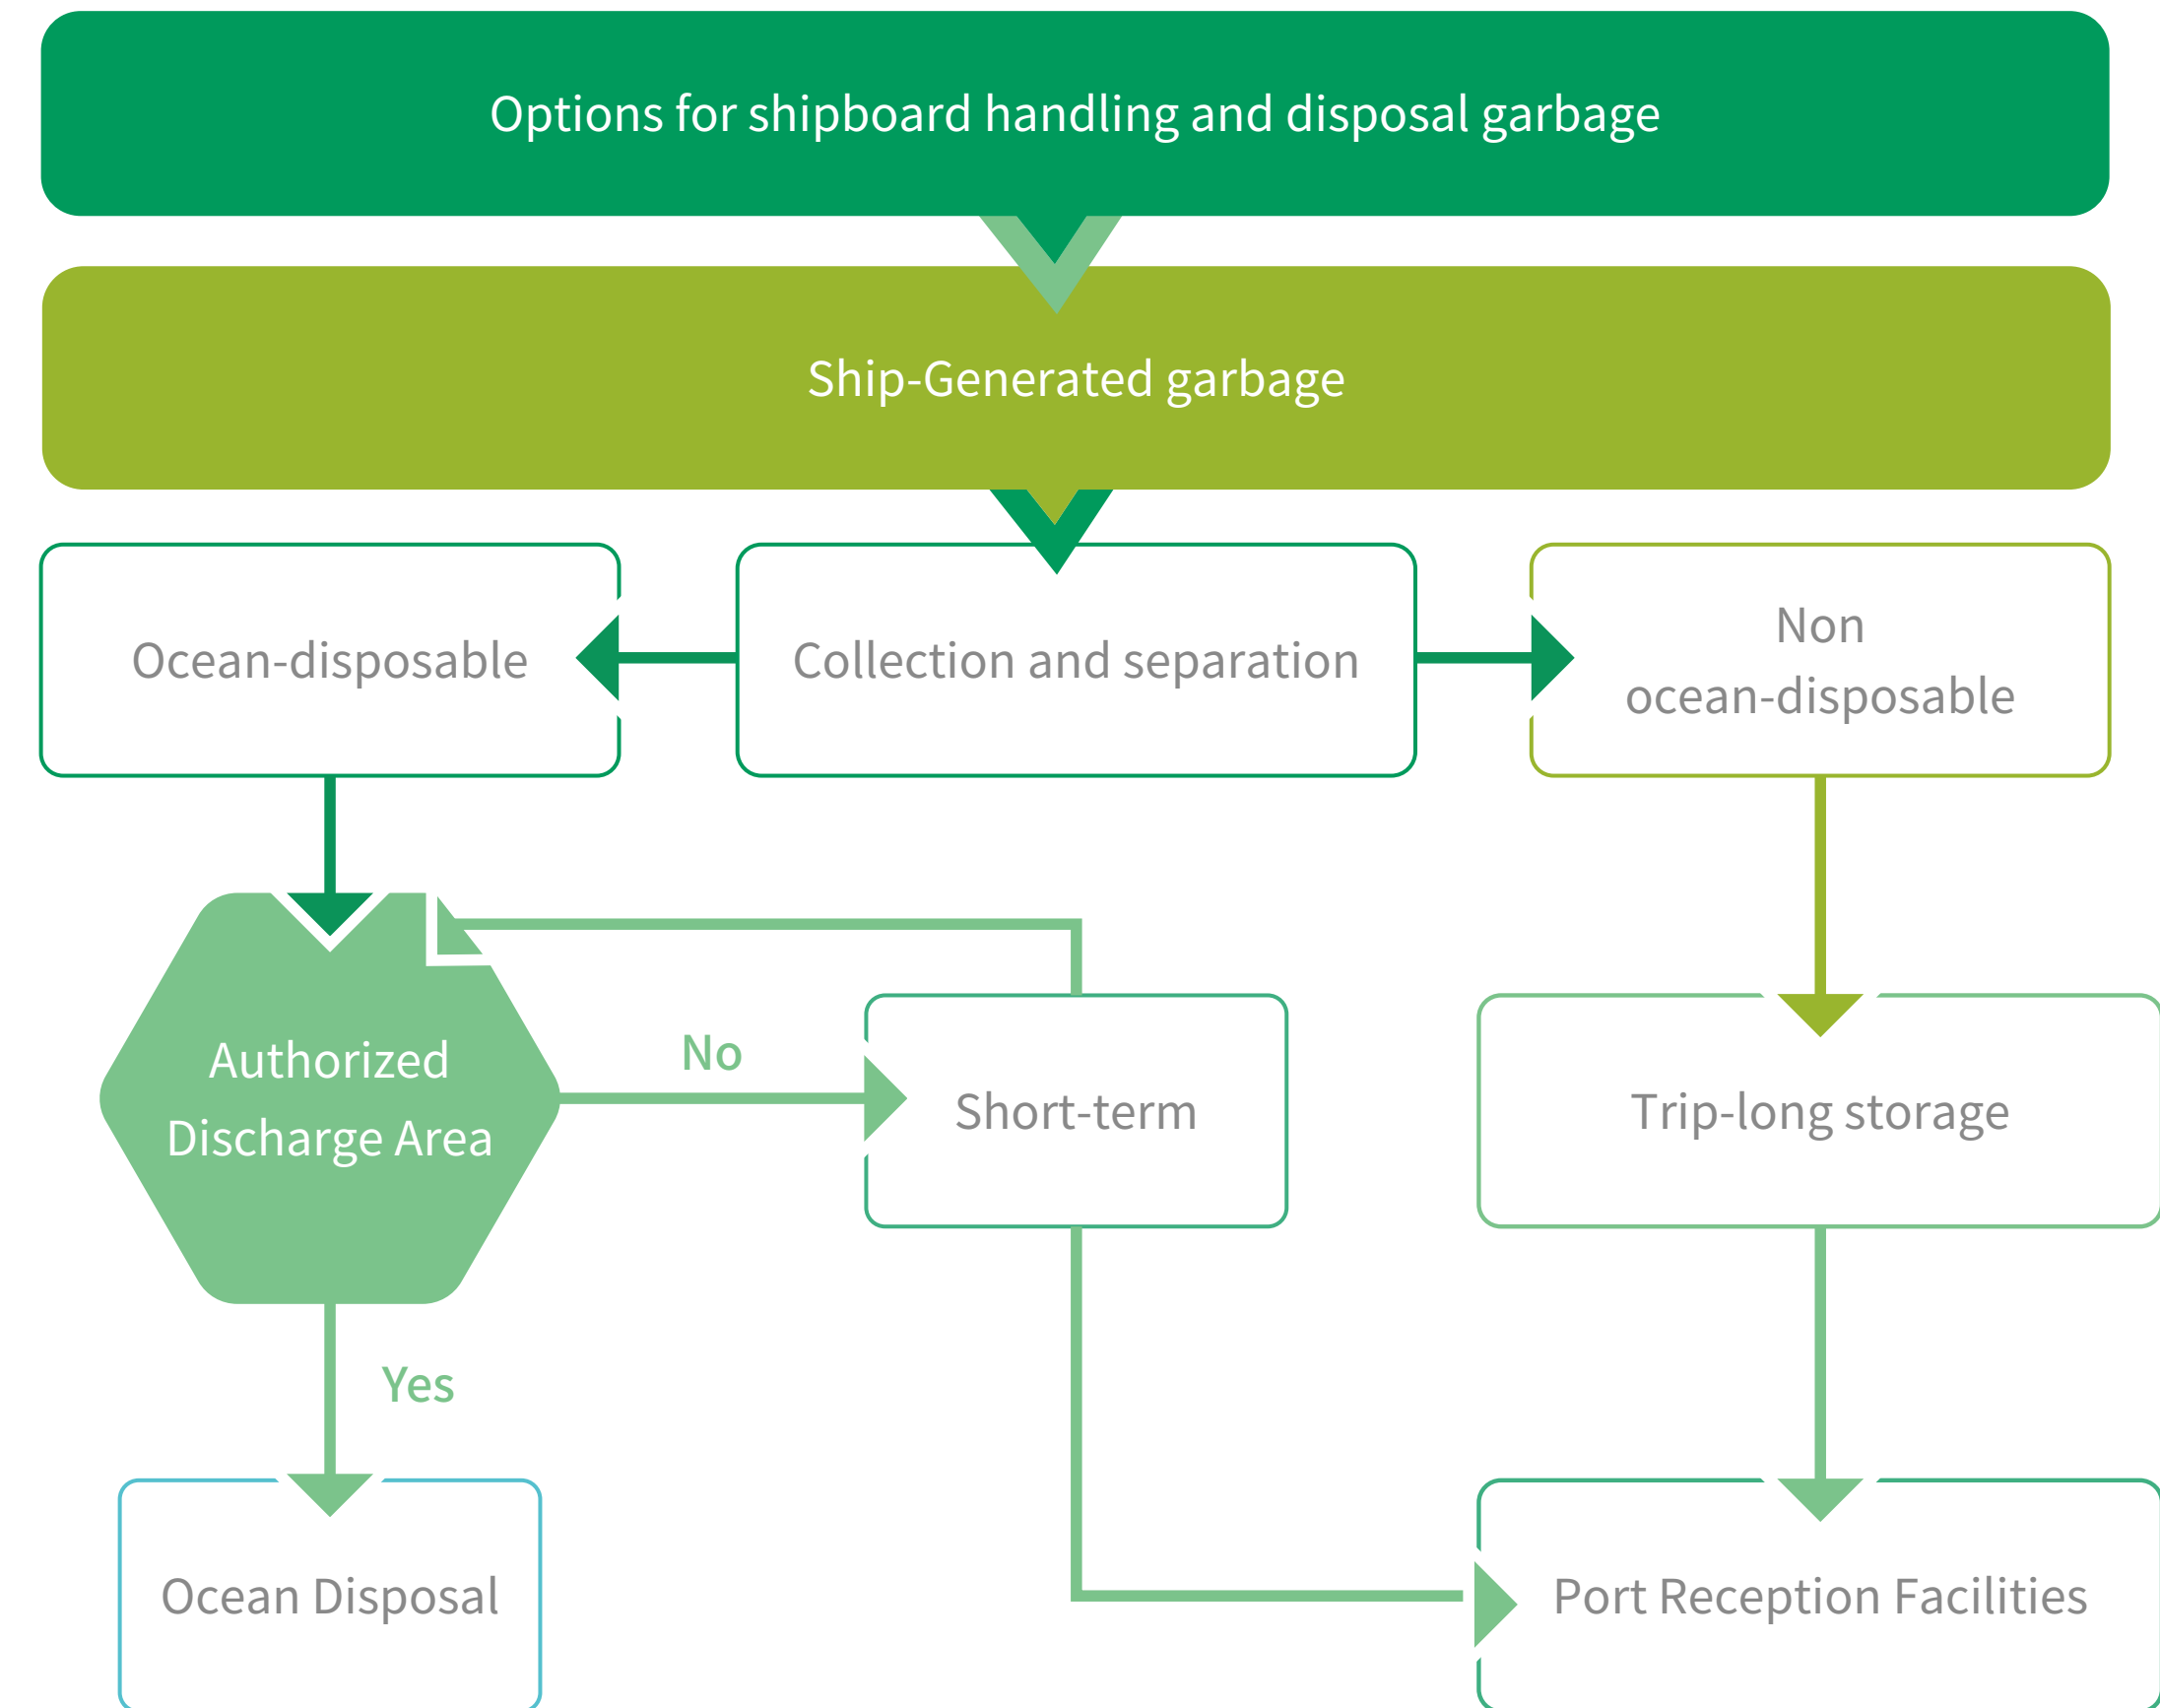 Options for shipboard handling and disposal garbage
Ship-Generated garbage
Ocean-disposable
Collection and separation
Non
ocean-disposable
Authorized
Discharge Area
No
Short-term
Trip-long storage
Yes
Ocean Disposal
Port Reception Facilities